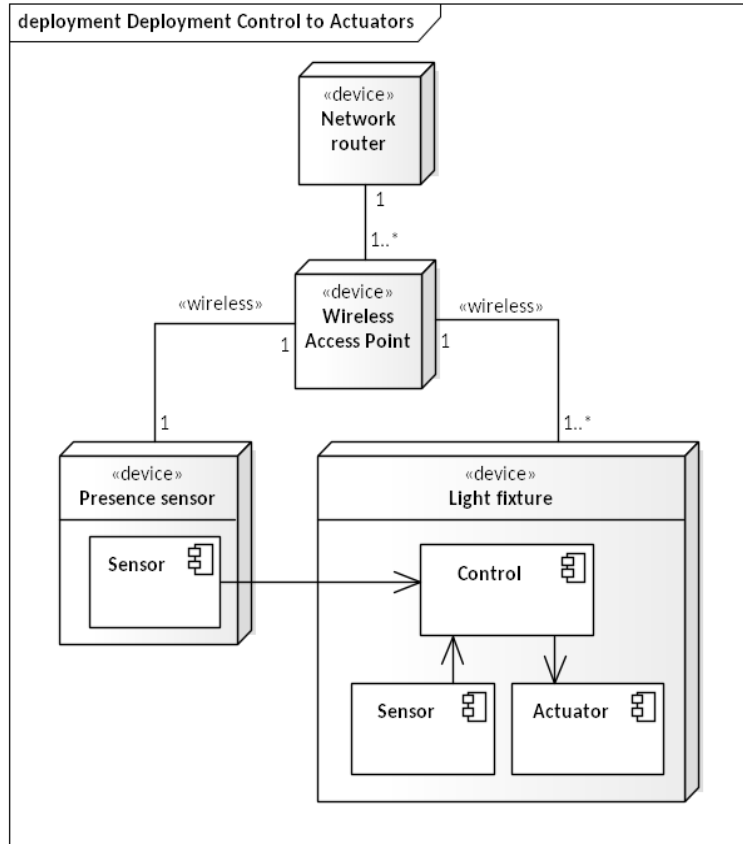 deployment Deployment Control to Actuators
«device»
Network
router
1
1..*
«device»
Wireless
Access Point
«wireless»
«wireless»
1
1
1
1..*
«device»
Presence sensor
«device»
Light fixture
Sensor
Control
Sensor
Actuator